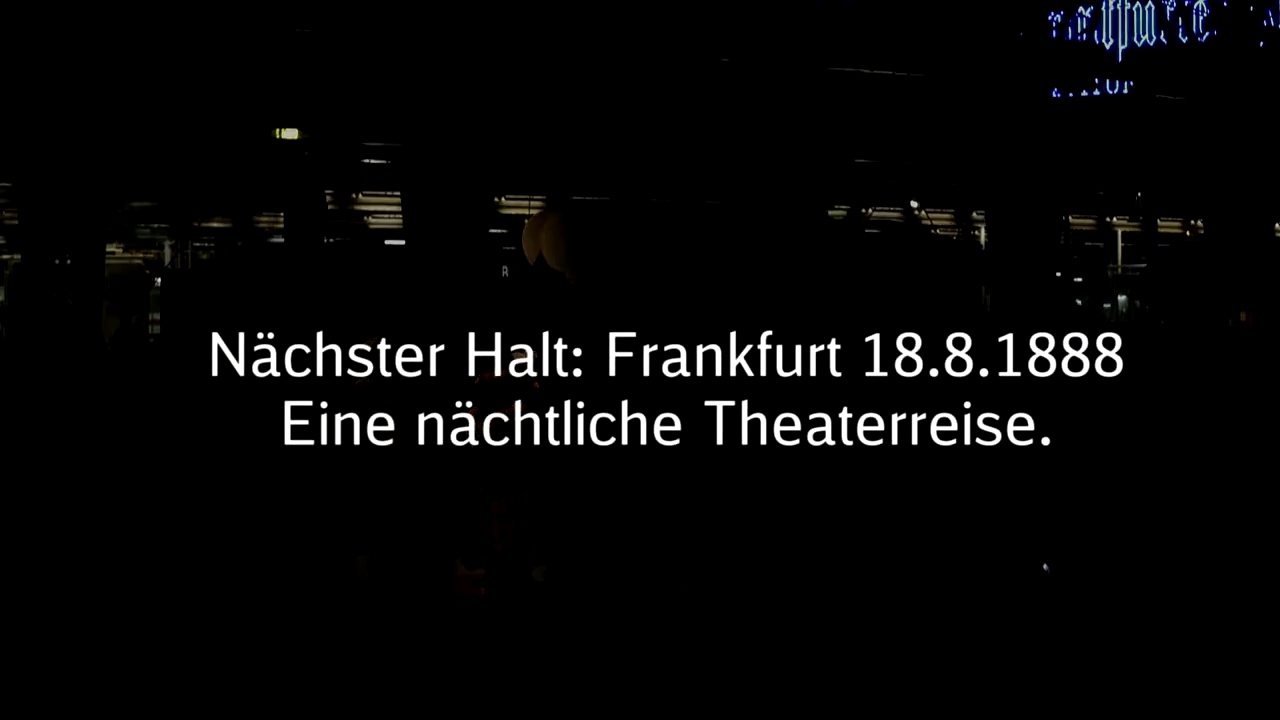 Nächster Halt: Frankfurt 18.8.1888
Eine nächtliche Theaterreise.